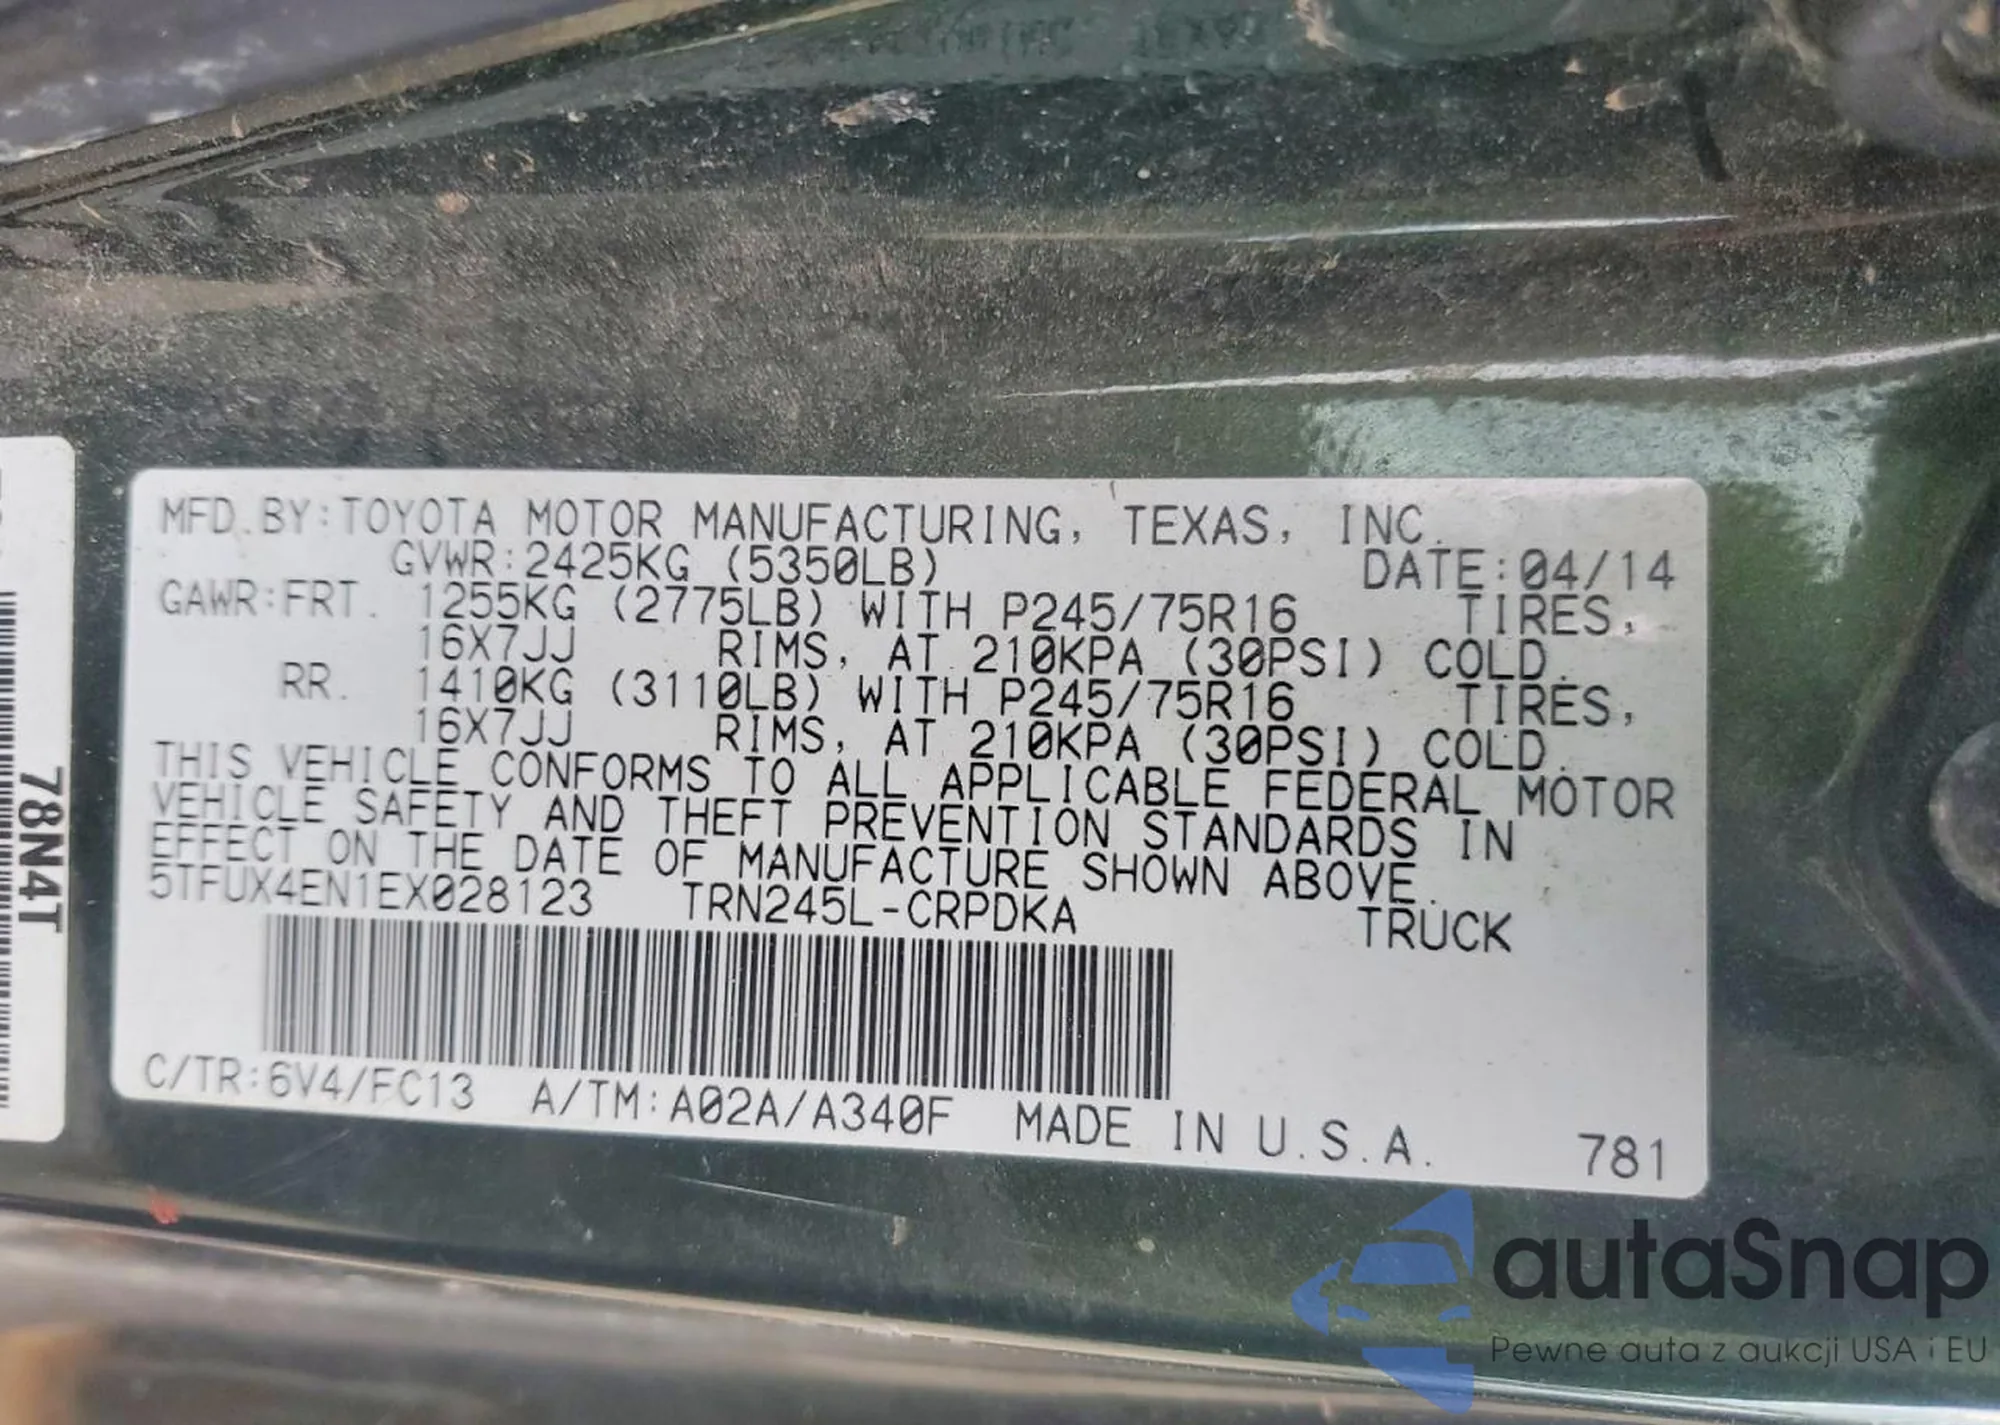 MFD.BY:TOYOTA MOTOR MANUFACTURING, TEXAS, INC.
GVWR:2425KG (5350LB) DATE:04/14
GAWR:FRT. 1255KG (2775LB) WITH P245/75R16 TIRES,
16X7JJ RIMS, AT 210KPA (30PSI) COLD.
RR. 1410KG (3110LB) WITH P245/75R16 TIRES,
16X7JJ RIMS, AT 210KPA (30PSI) COLD.
THIS VEHICLE CONFORMS TO ALL APPLICABLE FEDERAL MOTOR
VEHICLE SAFETY AND THEFT PREVENTION STANDARDS IN
EFFECT ON THE DATE OF MANUFACTURE SHOWN ABOVE.
5TFUX4EN1EX028123 TRN245L-CRPDKA TRUCK
C/TR:6V4/FC13 A/TM:A02A/A340F MADE IN U.S.A. 781
78N4T
autaSnap
Pewne auta z aukcji USA i EU